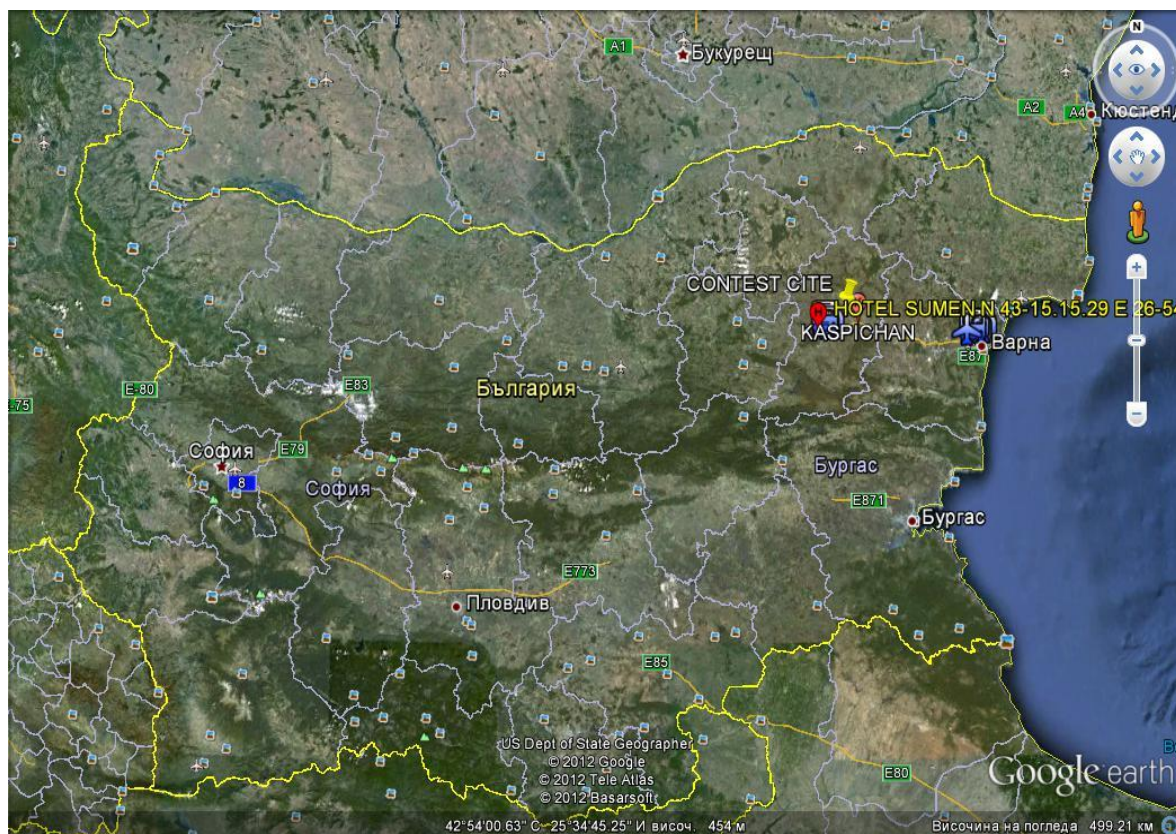 N
A1
Букурещ
A2
A4
Кюстенд
CONTEST CITE
HOTEL SUMEN N 43-15.15.29 E 26-54
KASPICHAN
Варна
E87
E-80
E83
E-75
България
София
E79
8
София
Бургас
E871
Бургас
E773
Пловдив
E85
US Dept of State Geographer
© 2012 Google
© 2012 Tele Atlas
© 2012 Basarsoft
E80
Google earth
42°54'00.63" С 25°34'45.25" И височ. 454 м
Височина на погледа 499.21 км